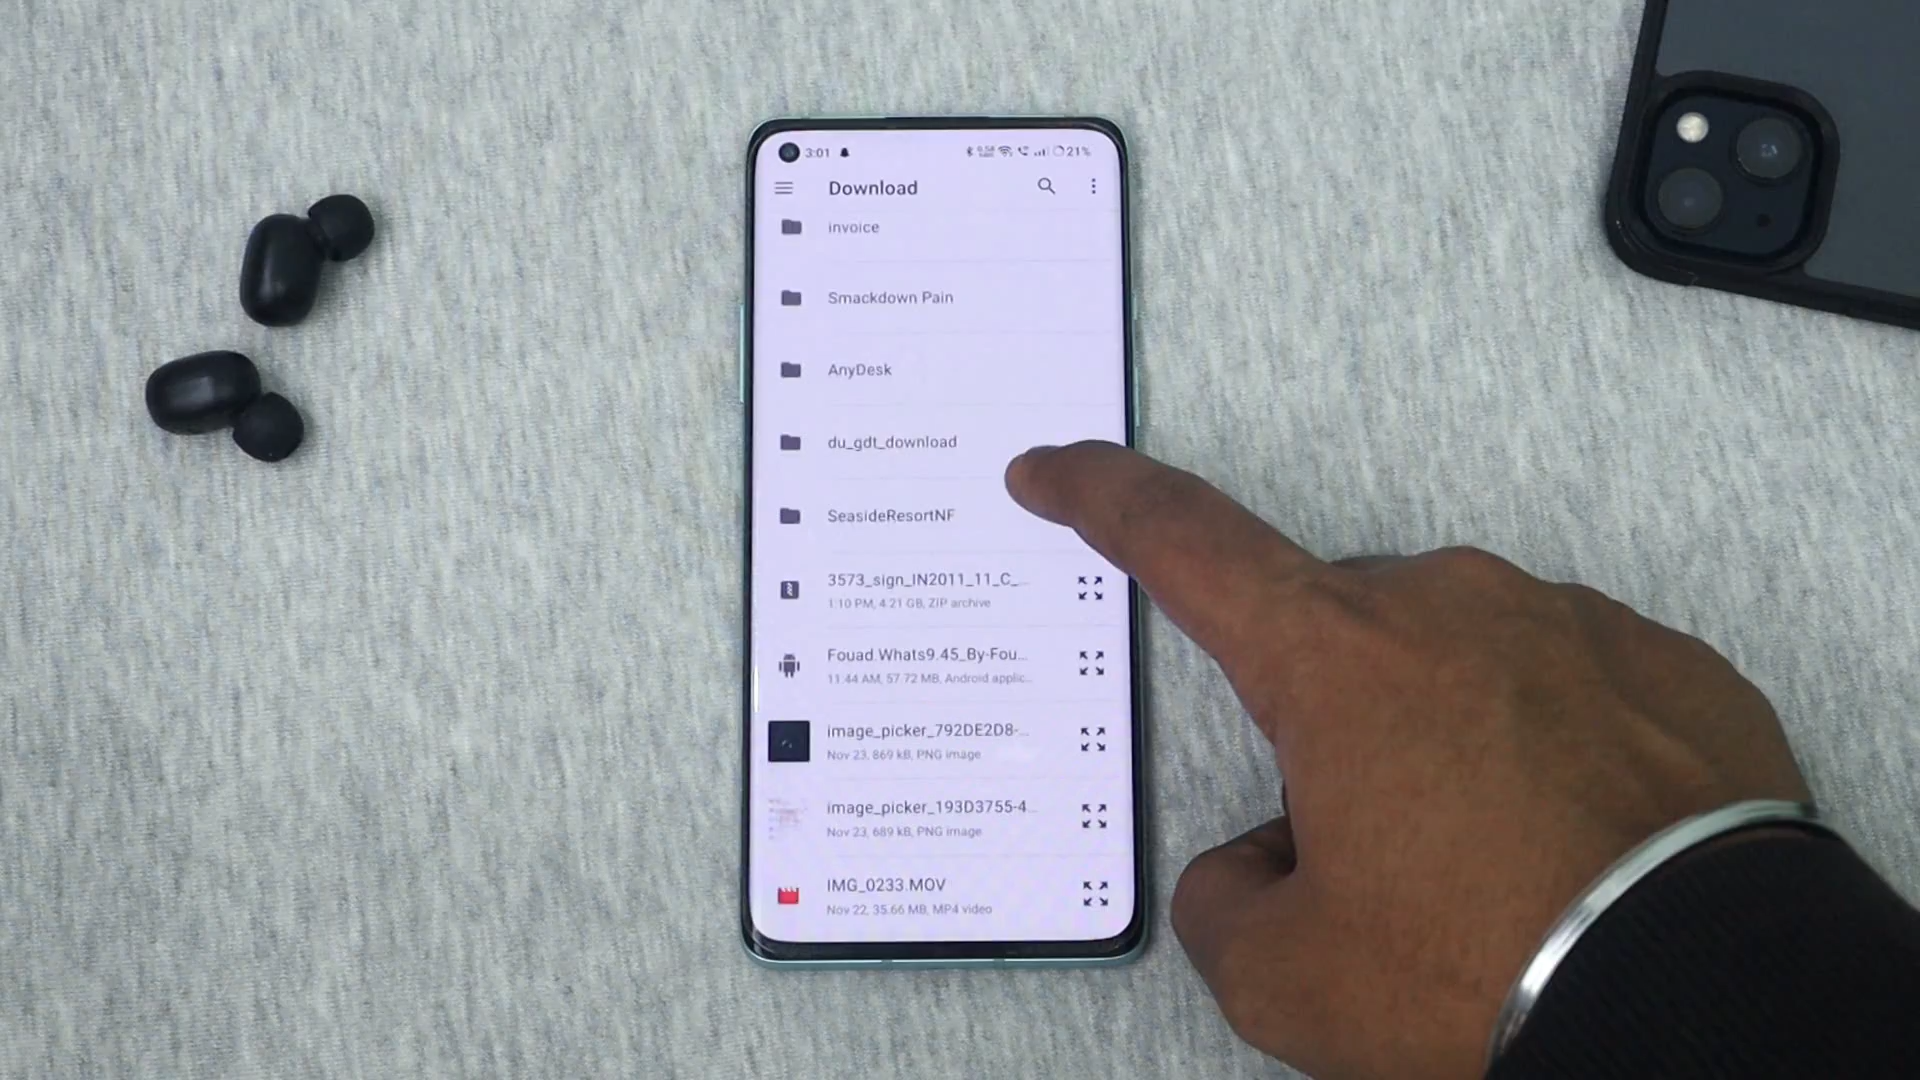 3:01
21%
Download
invoice
Smackdown Pain
AnyDesk
du_gdt_download
SeasideResortNF
3573_sign_IN2011_11_C_...
1:10 PM, 4.21 GB, ZIP archive
Fouad.Whats9.45_By-Fou...
11:44 AM, 57.72 MB, Android applic...
image_picker_792DE2D8-...
Nov 23, 869 kB, PNG image
image_picker_193D3755-4...
Nov 23, 689 kB, PNG image
IMG_0233.MOV
Nov 22, 35.66 MB, MP4 video